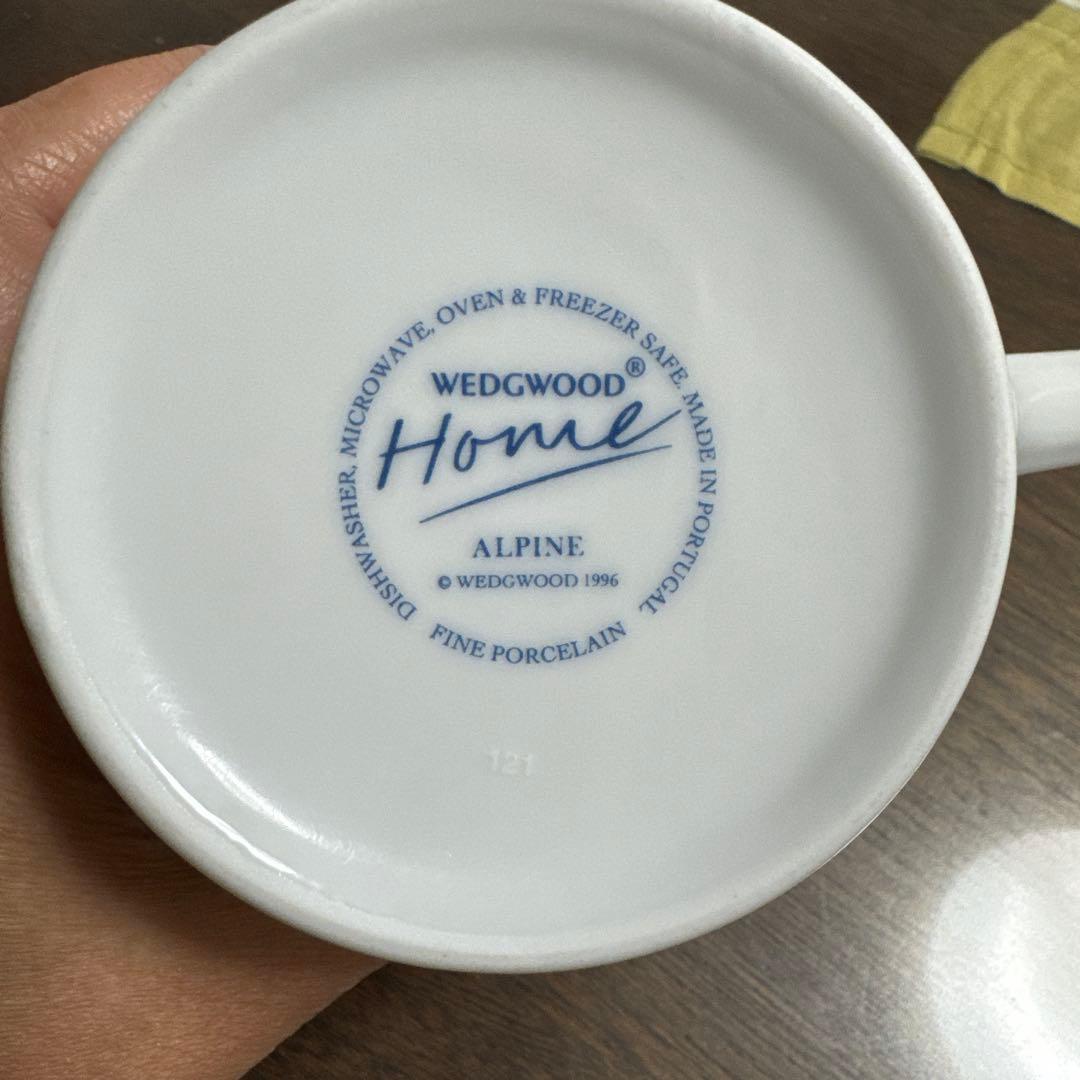 DISHWASHER, MICROWAVE, OVEN & FREEZER SAFE. MADE IN PORTUGAL
WEDGWOOD®
Home
ALPINE
© WEDGWOOD 1996
FINE PORCELAIN
121